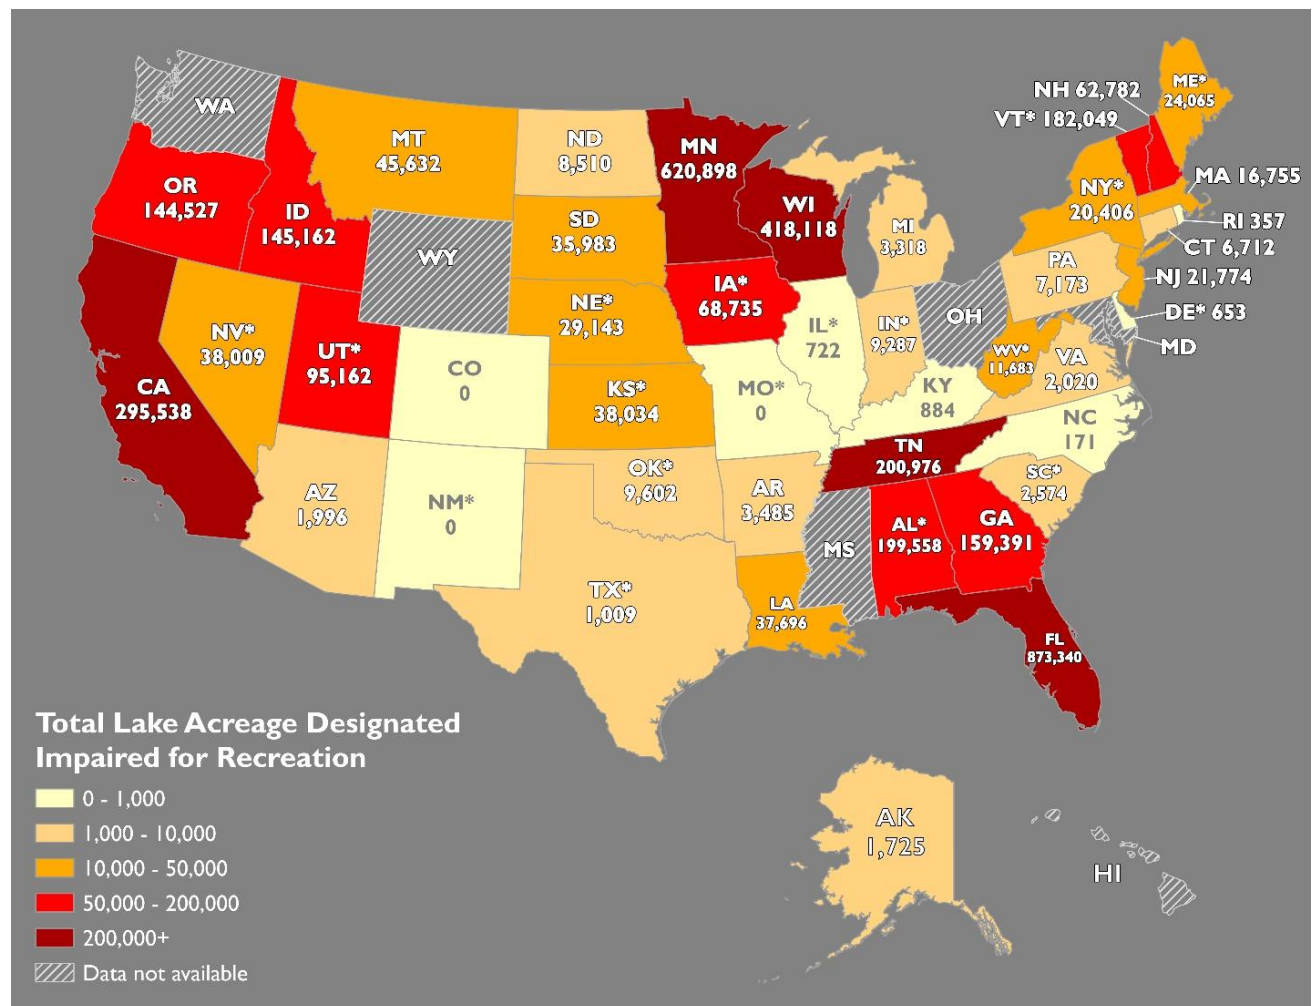 WA
OR
144,527
ID
145,162
MT
45,632
ND
8,510
MN
620,898
WI
418,118
MI
3,318
NH 62,782
VT* 182,049
ME*
24,065
MA 16,755
NY*
20,406
RI 357
CT 6,712
PA
7,173
NJ 21,774
DE* 653
MD
SD
35,983
WY
NE*
29,143
IA*
68,735
IL*
722
IN*
9,287
OH
WV*
11,683
VA
2,020
NV*
38,009
UT*
95,162
CO
0
KS*
38,034
MO*
0
KY
884
NC
171
CA
295,538
AZ
1,996
NM*
0
OK*
9,602
AR
3,485
TN
200,976
SC*
2,574
MS
AL*
199,558
GA
159,391
TX*
1,009
LA
37,696
FL
873,340
AK
1,725
HI
Total Lake Acreage Designated
Impaired for Recreation
0 - 1,000
1,000 - 10,000
10,000 - 50,000
50,000 - 200,000
200,000+
Data not available